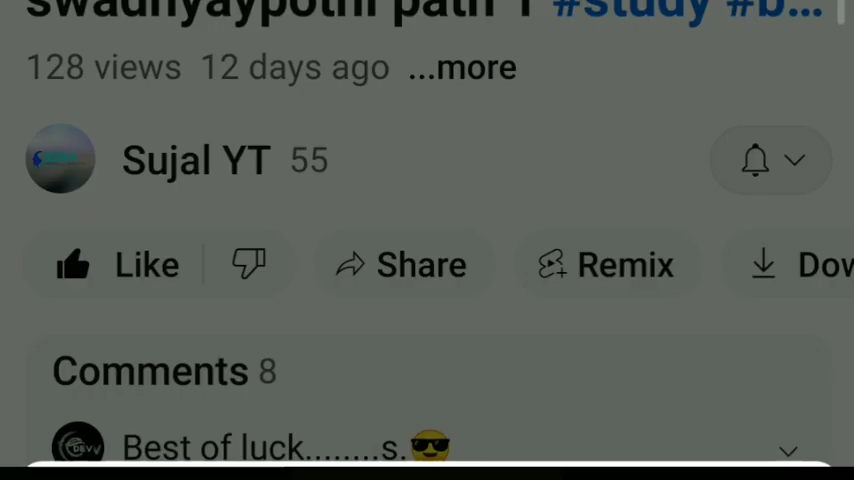 swadhyaypothi path 1 #study #b...
128 views 12 days ago ...more
Sujal YT 55
Like Share Remix Dow
Comments 8
Best of luck........s.😎